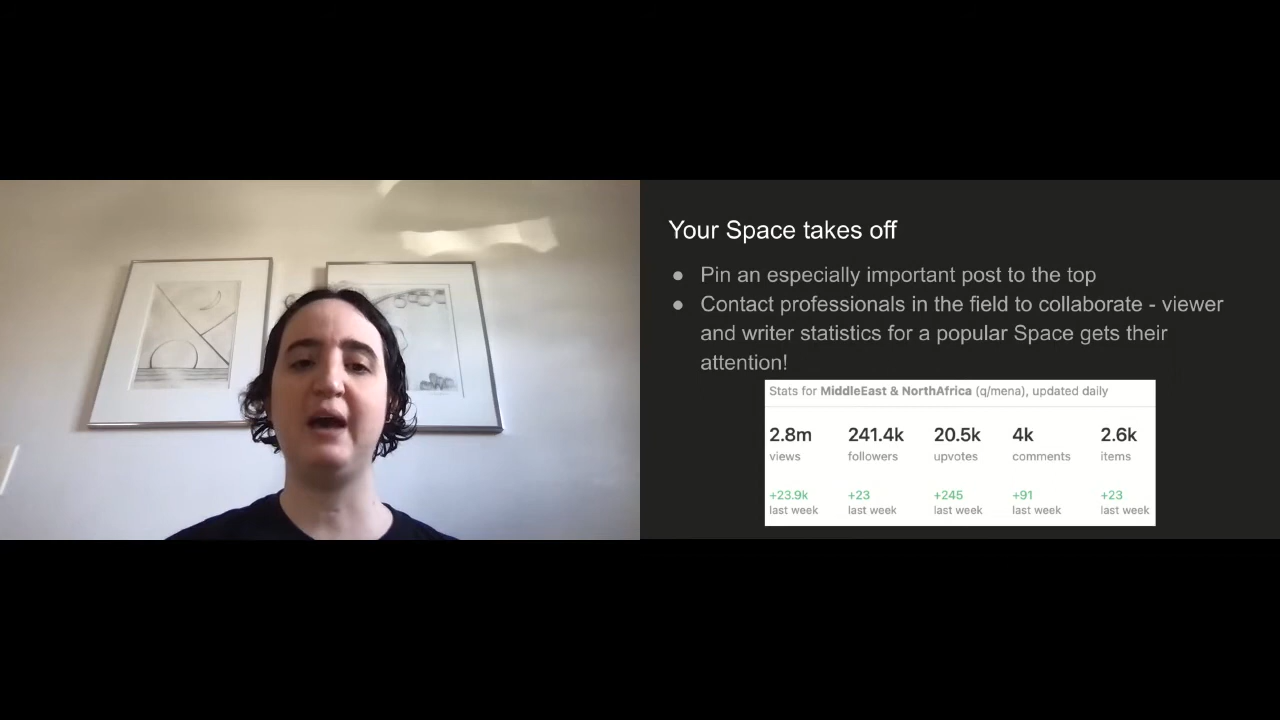 Your Space takes off
● Pin an especially important post to the top
● Contact professionals in the field to collaborate - viewer
and writer statistics for a popular Space gets their
attention!
Stats for MiddleEast & NorthAfrica (q/mena), updated daily
2.8m 241.4k 20.5k 4k 2.6k
views followers upvotes comments items
+23.9k +23 +245 +91 +23
last week last week last week last week last week